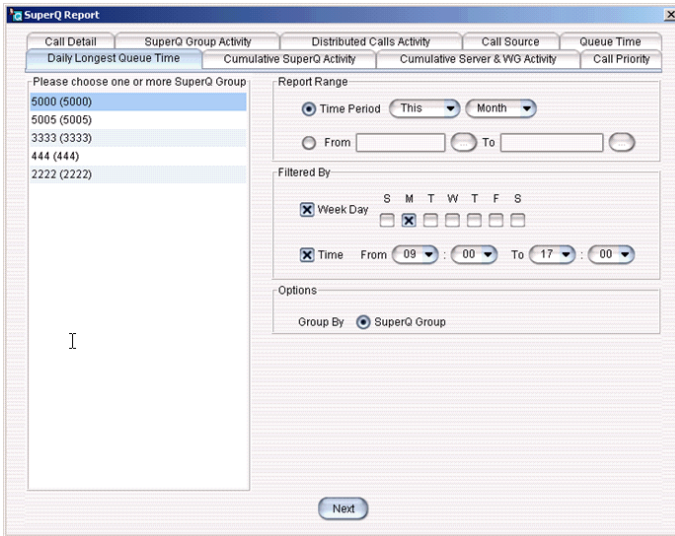 SuperQ Report
Call Detail SuperQ Group Activity Distributed Calls Activity Call Source Queue Time
Daily Longest Queue Time Cumulative SuperQ Activity Cumulative Server & WG Activity Call Priority
Please choose one or more SuperQ Group
5000 (5000)
5005 (5005)
3333 (3333)
444 (444)
2222 (2222)
Report Range
Time Period This Month
From ... To ...
Filtered By
S M T W T F S
Week Day
Time From 09 : 00 To 17 : 00
Options
Group By SuperQ Group
Next